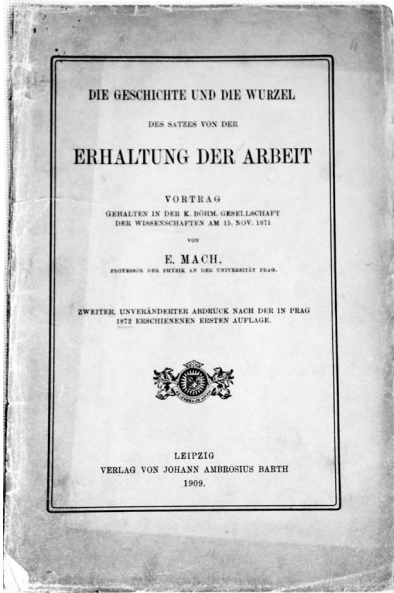 DIE GESCHICHTE UND DIE WURZEL
DES SATZES VON DER
ERHALTUNG DER ARBEIT
VORTRAG
GEHALTEN IN DER K. BÖHM. GESELLSCHAFT
DER WISSENSCHAFTEN AM 15. NOV. 1871
VON
E. MACH,
PROFESSOR DER PHYSIK AN DER UNIVERSITÄT PRAG.
ZWEITER, UNVERÄNDERTER ABDRUCK NACH DER IN PRAG
1872 ERSCHIENENEN ERSTEN AUFLAGE.
LEIPZIG
VERLAG VON JOHANN AMBROSIUS BARTH
1909.